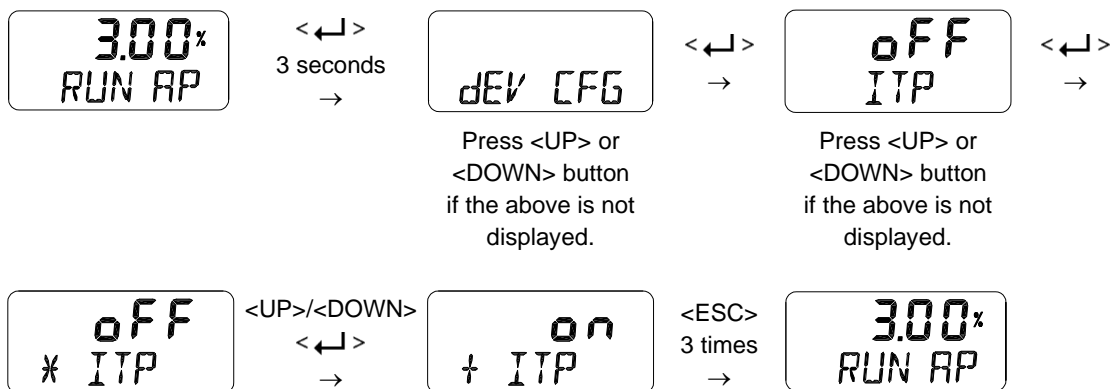 3.00%
RUN AP
<↵>
3 seconds
→
dEV CFG
Press <UP> or
<DOWN> button
if the above is not
displayed.
<↵>
→
oFF
ITP
Press <UP> or
<DOWN> button
if the above is not
displayed.
<↵>
→
oFF
* ITP
<UP>/<DOWN>
<↵>
→
on
+ ITP
<ESC>
3 times
→
3.00%
RUN AP